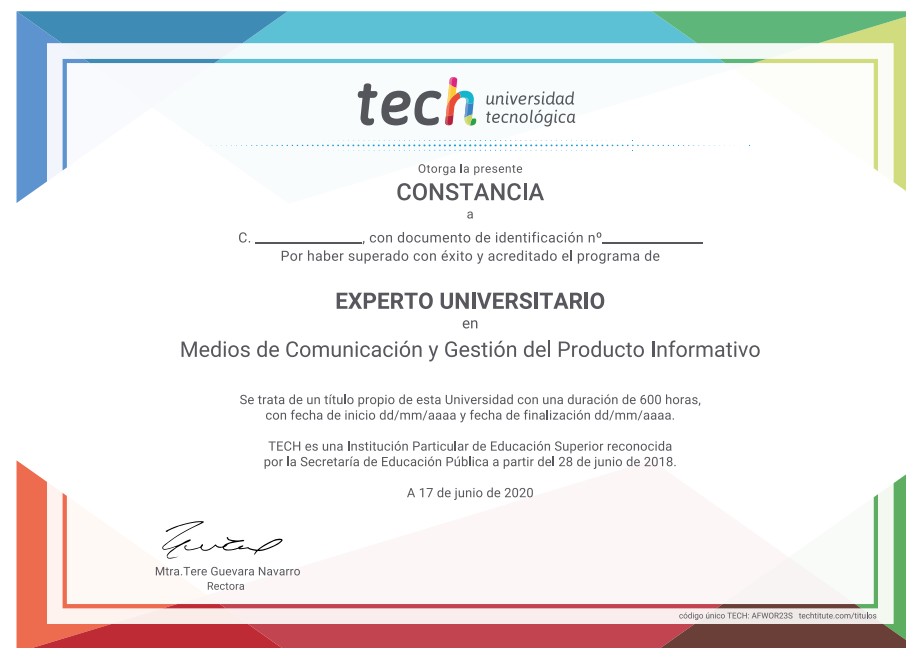 tech universidad
tecnológica
Otorga la presente
CONSTANCIA
a
C. ______________, con documento de identificación nº_____________
Por haber superado con éxito y acreditado el programa de
EXPERTO UNIVERSITARIO
en
Medios de Comunicación y Gestión del Producto Informativo
Se trata de un título propio de esta Universidad con una duración de 600 horas,
con fecha de inicio dd/mm/aaaa y fecha de finalización dd/mm/aaaa.
TECH es una Institución Particular de Educación Superior reconocida
por la Secretaría de Educación Pública a partir del 28 de junio de 2018.
A 17 de junio de 2020
Mtra.Tere Guevara Navarro
Rectora
código único TECH: AFWOR23S techtitute.com/titulos